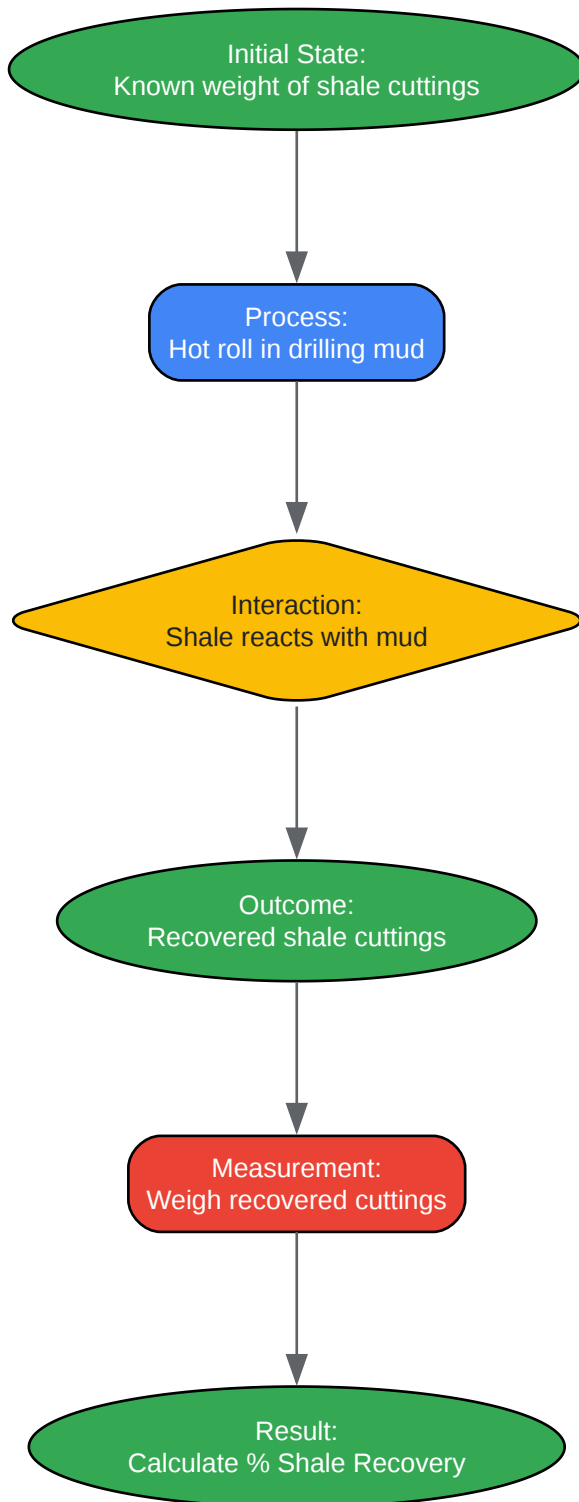 Initial State:
Known weight of shale cuttings
Process:
Hot roll in drilling mud
Interaction:
Shale reacts with mud
Outcome:
Recovered shale cuttings
Measurement:
Weigh recovered cuttings
Result:
Calculate % Shale Recovery